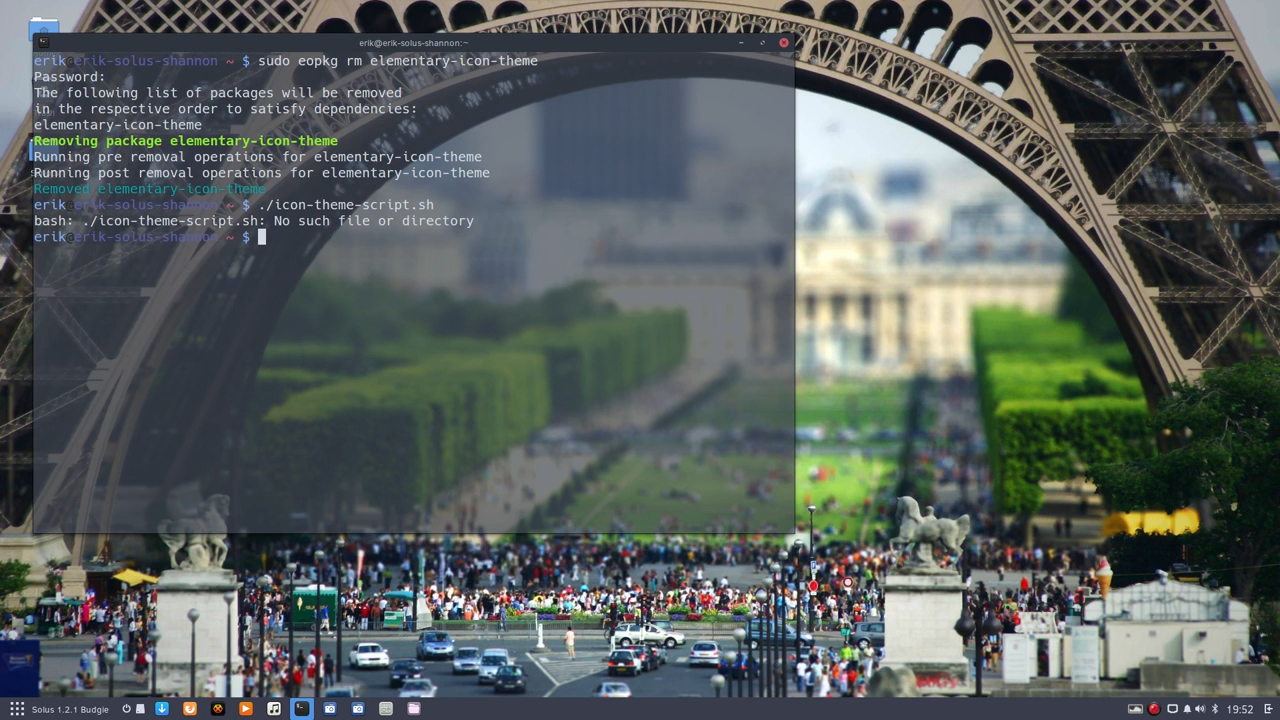 erik@erik-solus-shannon:~
erik@erik-solus-shannon ~ $ sudo eopkg rm elementary-icon-theme
Password:
The following list of packages will be removed
in the respective order to satisfy dependencies:
elementary-icon-theme
Removing package elementary-icon-theme
Running pre removal operations for elementary-icon-theme
Running post removal operations for elementary-icon-theme
Removed elementary-icon-theme
erik@erik-solus-shannon ~ $ ./icon-theme-script.sh
bash: ./icon-theme-script.sh: No such file or directory
erik@erik-solus-shannon ~ $
Solus 1.2.1 Budgie
19:52